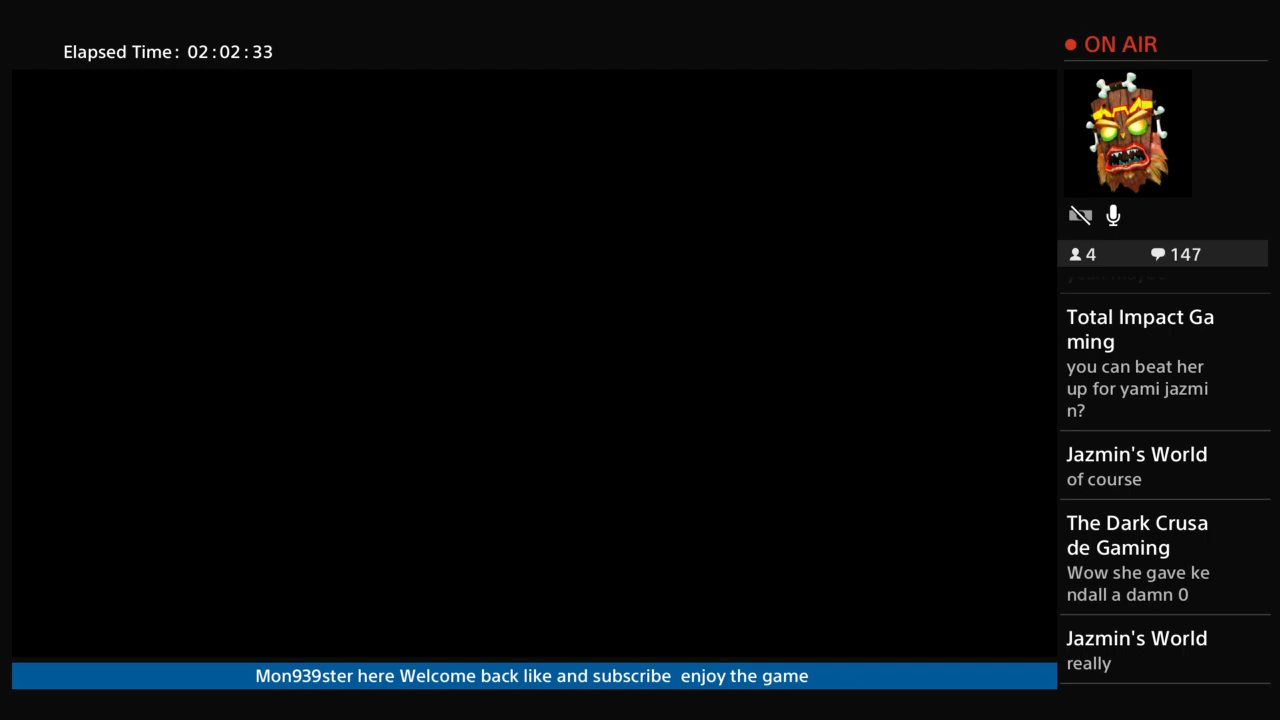 Elapsed Time: 02:02:33
ON AIR
4
147
Total Impact Ga
ming
you can beat her
up for yami jazmi
n?
Jazmin's World
of course
The Dark Crusa
de Gaming
Wow she gave ke
ndall a damn 0
Jazmin's World
really
Mon939ster here Welcome back like and subscribe  enjoy the game